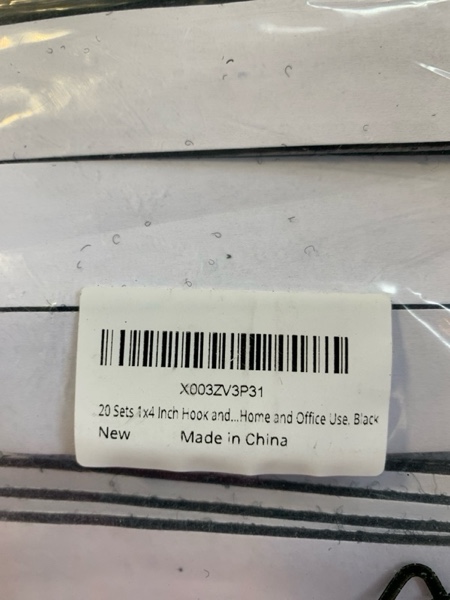 X003ZV3P31
20 Sets 1x4 Inch Hook and...Home and Office Use, Black
New Made in China